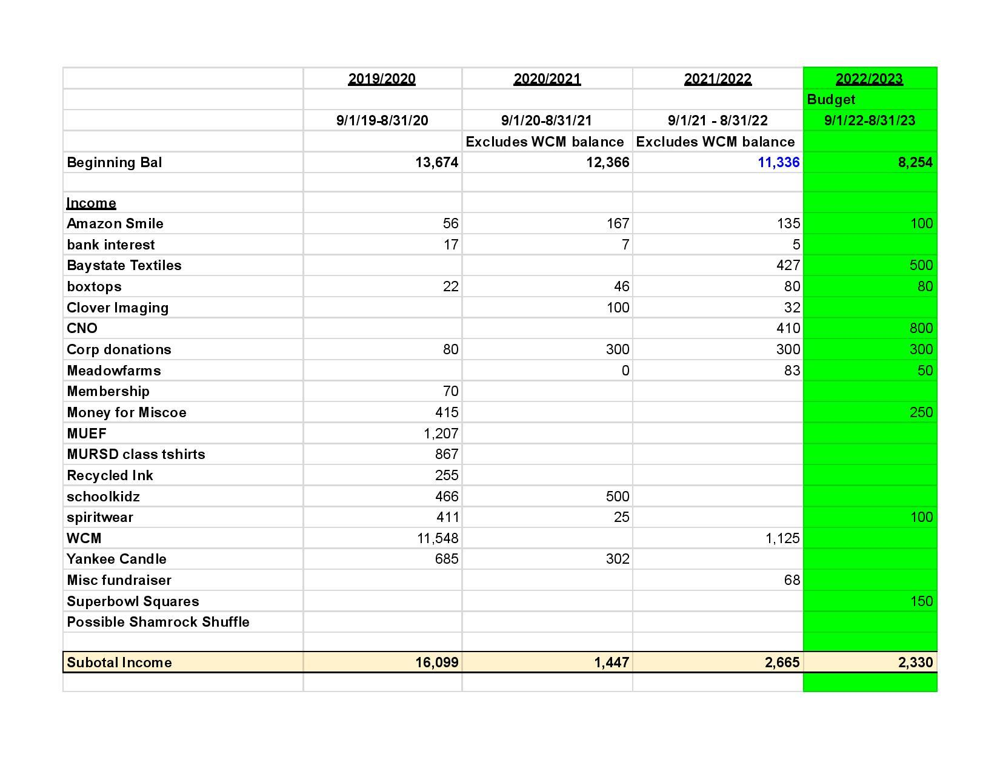 2019/2020 2020/2021 2021/2022 2022/2023
Budget
9/1/19-8/31/20 9/1/20-8/31/21 9/1/21 - 8/31/22 9/1/22-8/31/23
Excludes WCM balance Excludes WCM balance
Beginning Bal 13,674 12,366 11,336 8,254
Income
Amazon Smile 56 167 135 100
bank interest 17 7 5
Baystate Textiles 427 500
boxtops 22 46 80 80
Clover Imaging 100 32
CNO 410 800
Corp donations 80 300 300 300
Meadowfarms 0 83 50
Membership 70
Money for Miscoe 415 250
MUEF 1,207
MURSD class tshirts 867
Recycled Ink 255
schoolkidz 466 500
spiritwear 411 25 100
WCM 11,548 1,125
Yankee Candle 685 302
Misc fundraiser 68
Superbowl Squares 150
Possible Shamrock Shuffle
Subotal Income 16,099 1,447 2,665 2,330